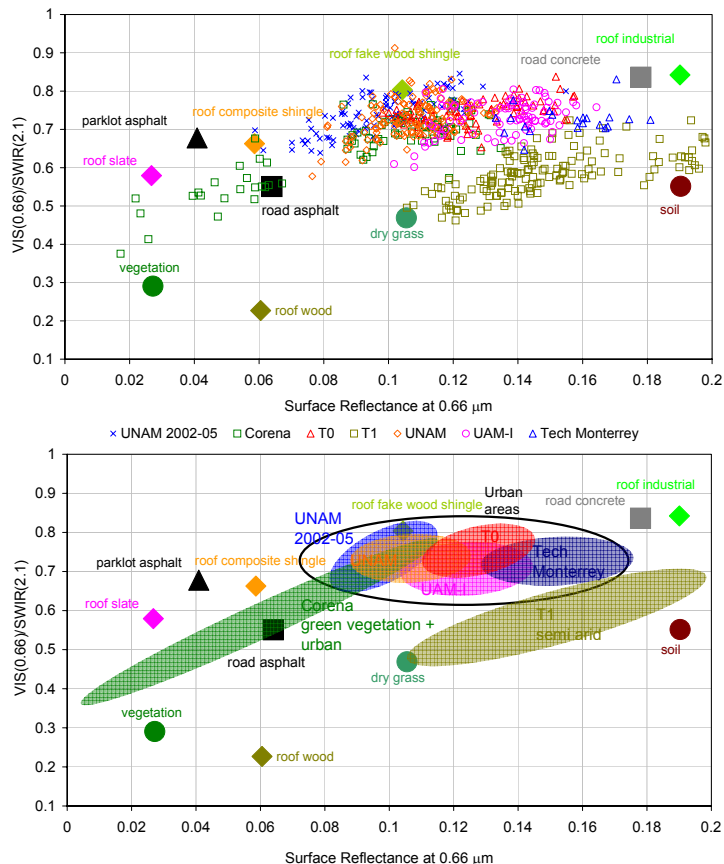 1
0.9
0.8
0.7
0.6
0.5
0.4
0.3
0.2
0.1
VIS(0.66)/SWIR(2.1)
roof industrial
roof fake wood shingle
road concrete
roof composite shingle
parklot asphalt
roof slate
road asphalt
soil
dry grass
vegetation
roof wood
0 0.02 0.04 0.06 0.08 0.1 0.12 0.14 0.16 0.18 0.2
Surface Reflectance at 0.66 μm
UNAM 2002-05 Corena T0 T1 UNAM UAM-I Tech Monterrey
1
0.9
0.8
0.7
0.6
0.5
0.4
0.3
0.2
0.1
VIS(0.66)/SWIR(2.1)
roof industrial
roof fake wood shingle
Urban
areas
road concrete
UNAM
2002-05
T0
parklot asphalt
roof composite shingle
Tech
Monterrey
roof slate
Corena
green vegetation +
urban
T1
semi arid
road asphalt
soil
dry grass
vegetation
roof wood
0 0.02 0.04 0.06 0.08 0.1 0.12 0.14 0.16 0.18 0.2
Surface Reflectance at 0.66 μm